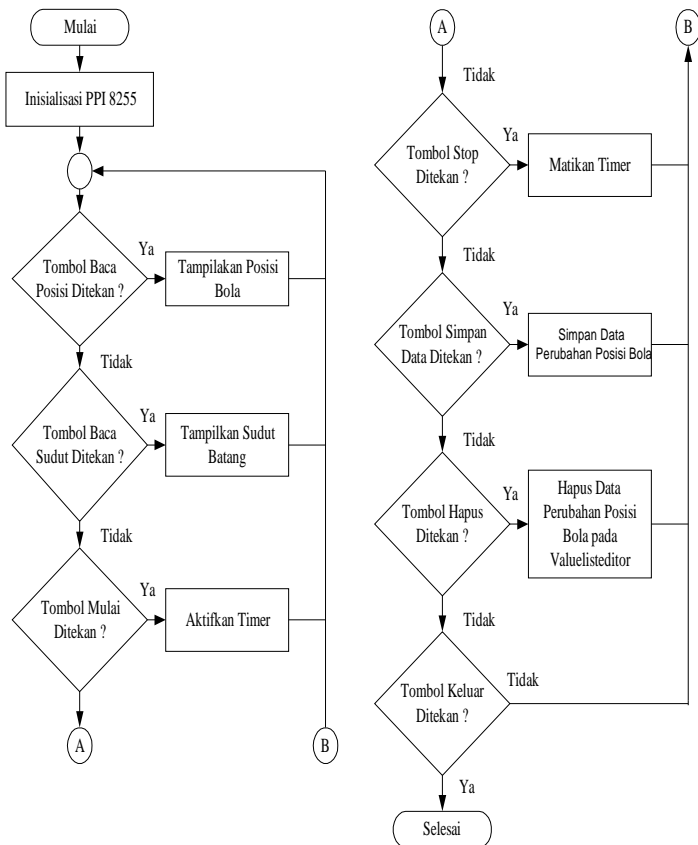 Mulai
Inisialisasi PPI 8255
Tombol Baca
Posisi Ditekan ?
Ya
Tampilakan Posisi
Bola
Tidak
Tombol Baca
Sudut Ditekan ?
Ya
Tampilkan Sudut
Batang
Tidak
Tombol Mulai
Ditekan ?
Ya
Aktifkan Timer
A
B
A
B
Tidak
Tombol Stop
Ditekan ?
Ya
Matikan Timer
Tidak
Tombol Simpan
Data Ditekan ?
Ya
Simpan Data
Perubahan Posisi Bola
Tidak
Tombol Hapus
Ditekan ?
Ya
Hapus Data
Perubahan Posisi
Bola pada
Valuelisteditor
Tidak
Tombol Keluar
Ditekan ?
Tidak
Ya
Selesai